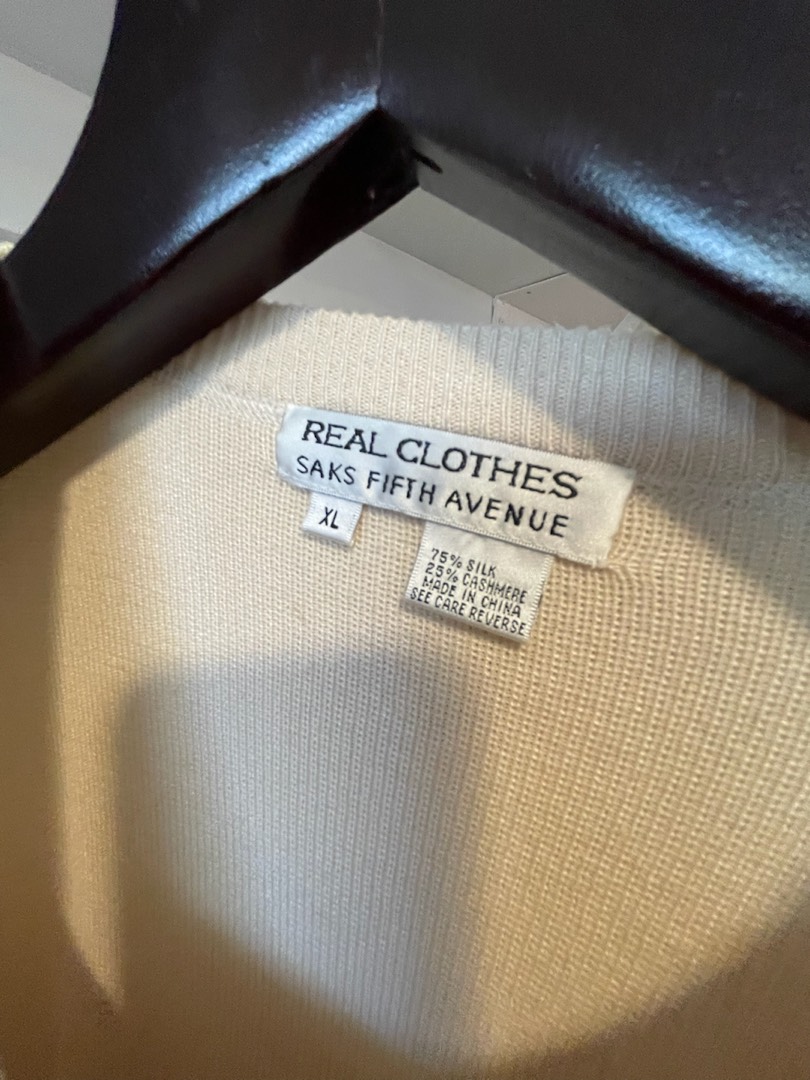 REAL CLOTHES
SAKS FIFTH AVENUE
XL
75% SILK
25% CASHMERE
MADE IN CHINA
SEE CARE REVERSE